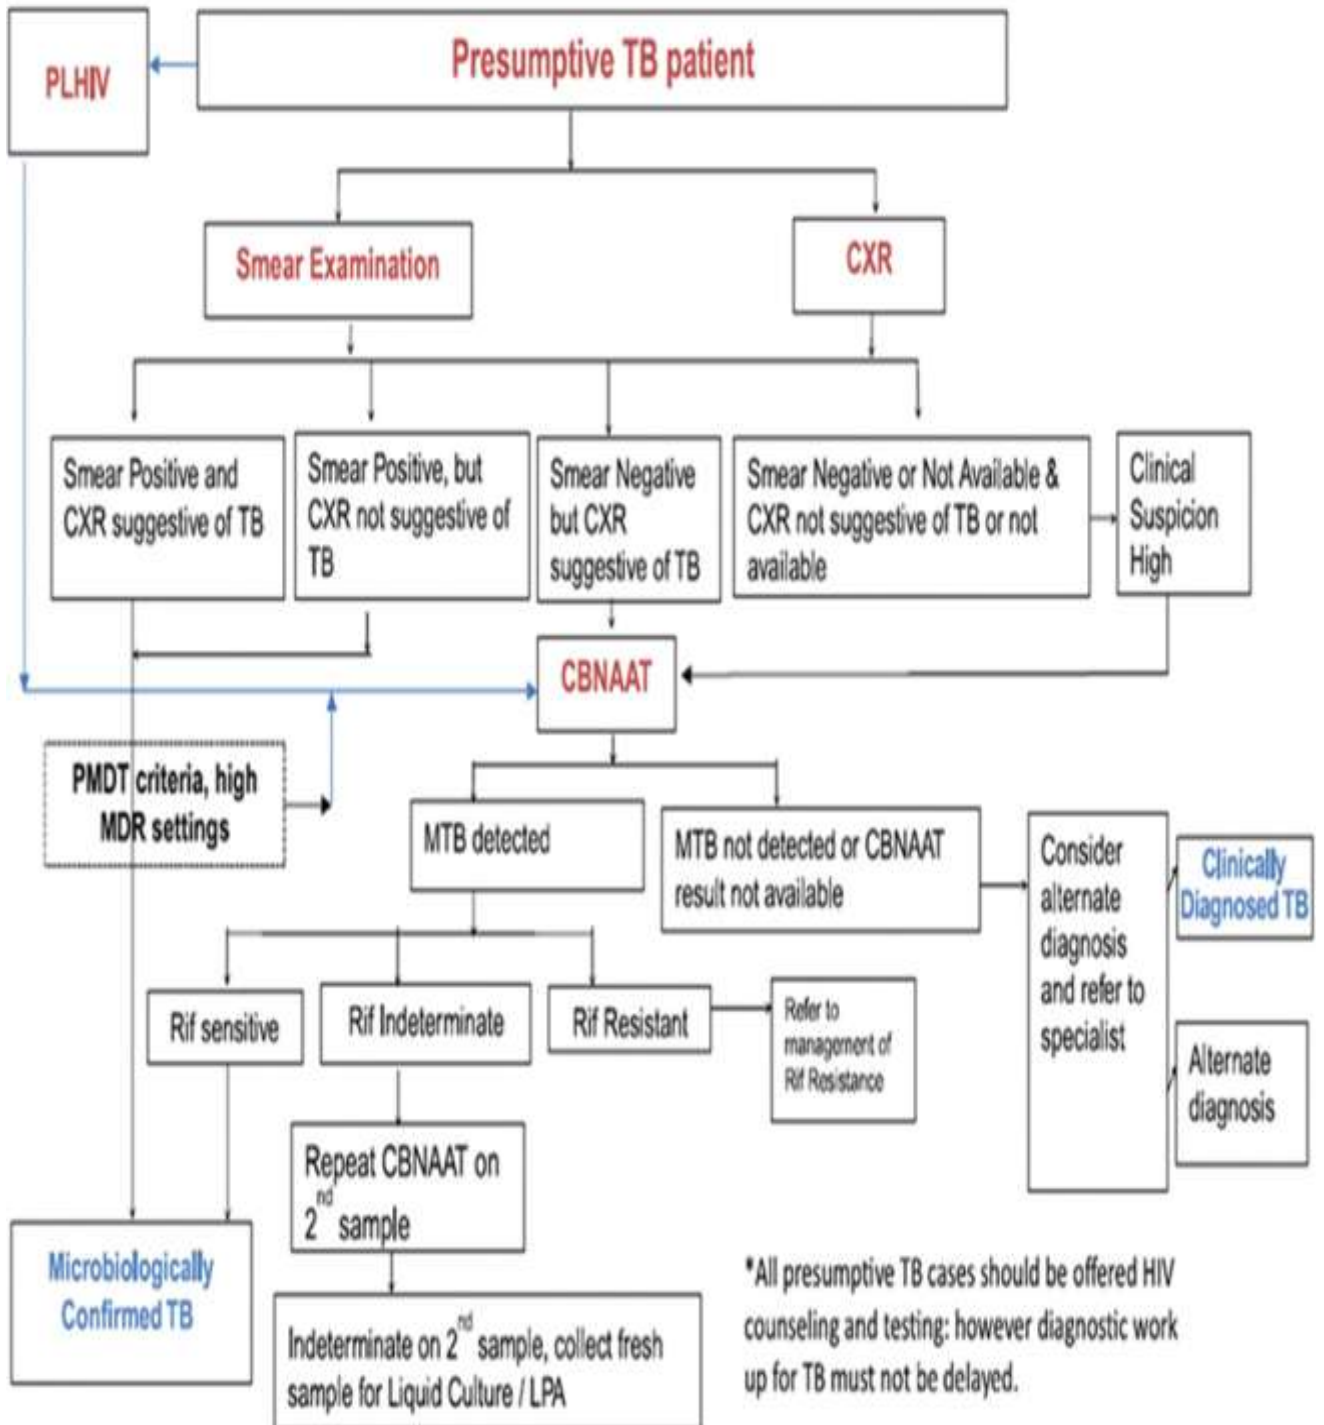 PLHIV
Presumptive TB patient
Smear Examination
CXR
Smear Positive and
CXR suggestive of TB
Smear Positive, but
CXR not suggestive of
TB
Smear Negative
but CXR
suggestive of TB
Smear Negative or Not Available &
CXR not suggestive of TB or not
available
Clinical
Suspicion
High
CBNAAT
PMDT criteria, high
MDR settings
MTB detected
MTB not detected or CBNAAT
result not available
Consider
alternate
diagnosis
and refer to
specialist
Clinically
Diagnosed TB
Alternate
diagnosis
Rif sensitive
Rif Indeterminate
Rif Resistant
Refer to
management of
Rif Resistance
Repeat CBNAAT on
2nd sample
Microbiologically
Confirmed TB
Indeterminate on 2nd sample, collect fresh
sample for Liquid Culture / LPA
*All presumptive TB cases should be offered HIV
counseling and testing: however diagnostic work
up for TB must not be delayed.